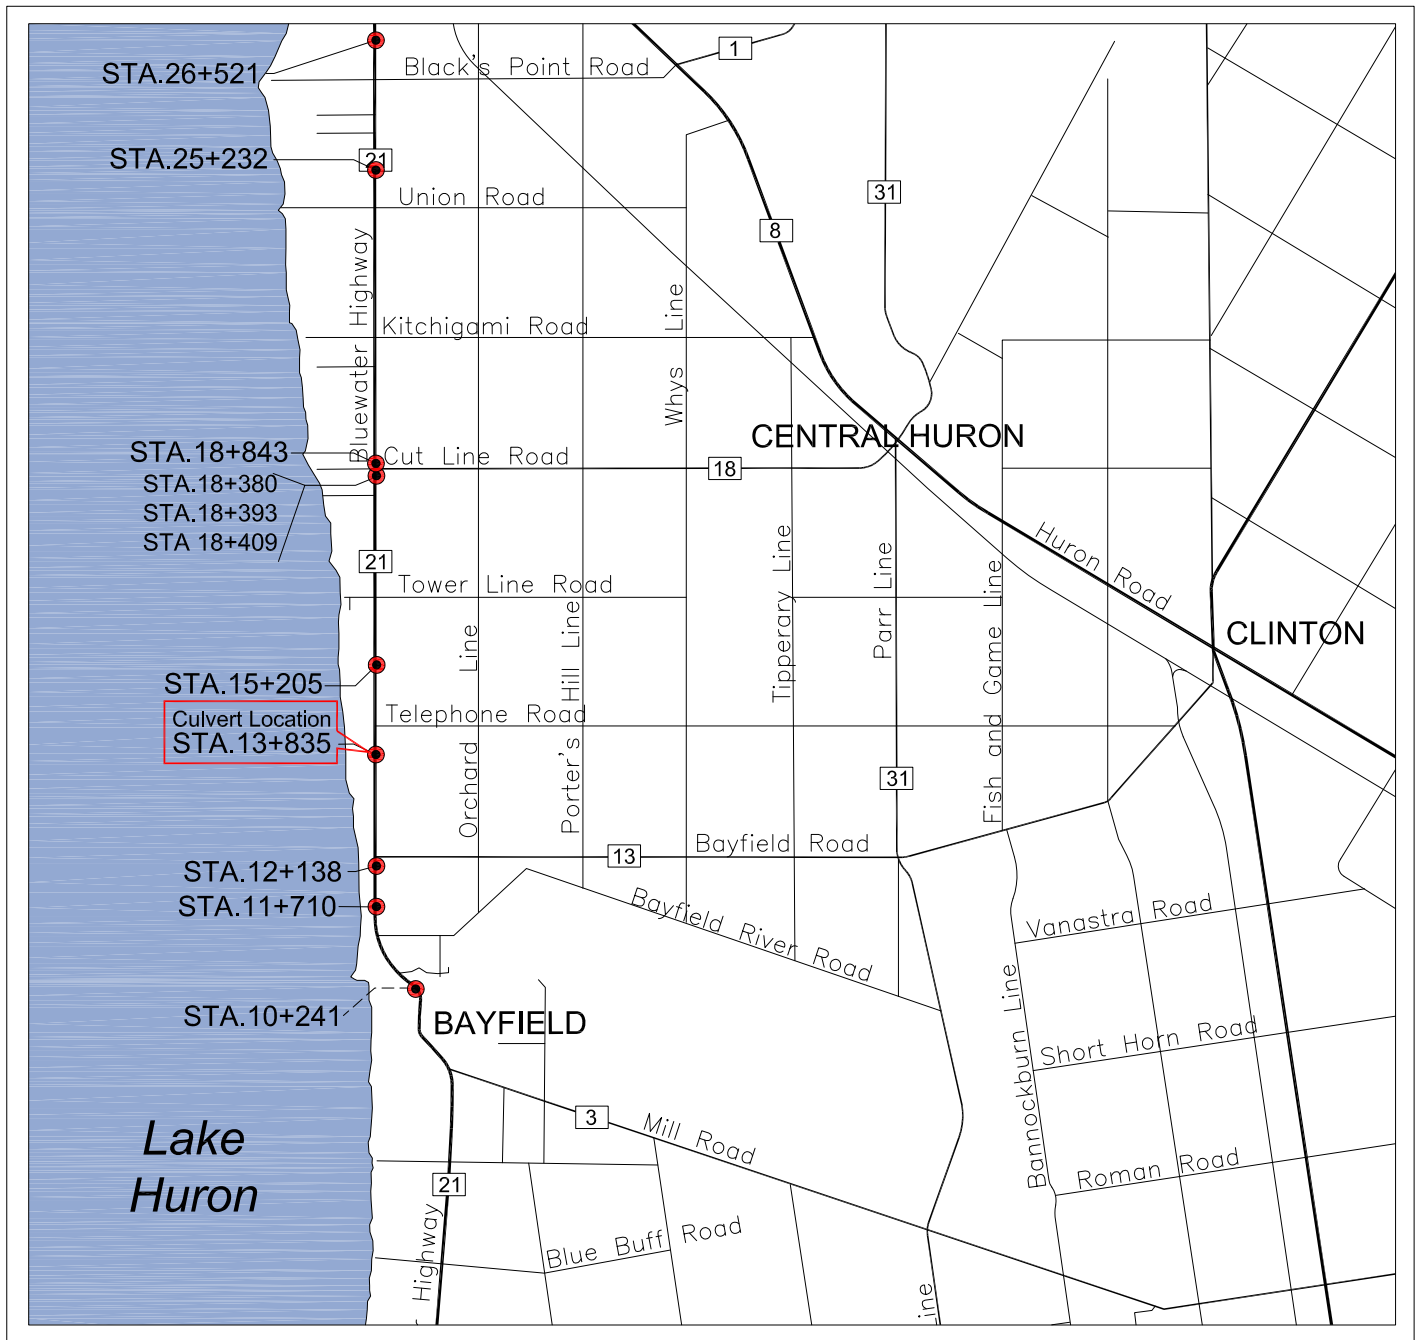 1
STA.26+521
Black's Point Road
STA.25+232
21
Union Road
31
8
Bluewater Highway
Kitchigami Road
Whys Line
CENTRAL HURON
STA.18+843
Cut Line Road
18
STA.18+380
STA.18+393
STA 18+409
21
Huron Road
Tower Line Road
Orchard Line
Porter's Hill Line
Tipperary Line
Parr Line
Fish and Game Line
CLINTON
STA.15+205
Culvert Location
STA.13+835
Telephone Road
31
STA.12+138
13
Bayfield Road
STA.11+710
Bayfield River Road
Vanastra Road
Bannockburn Line
STA.10+241
BAYFIELD
Short Horn Road
3
Mill Road
Lake
Huron
21
Roman Road
Highway
Blue Buff Road
ine